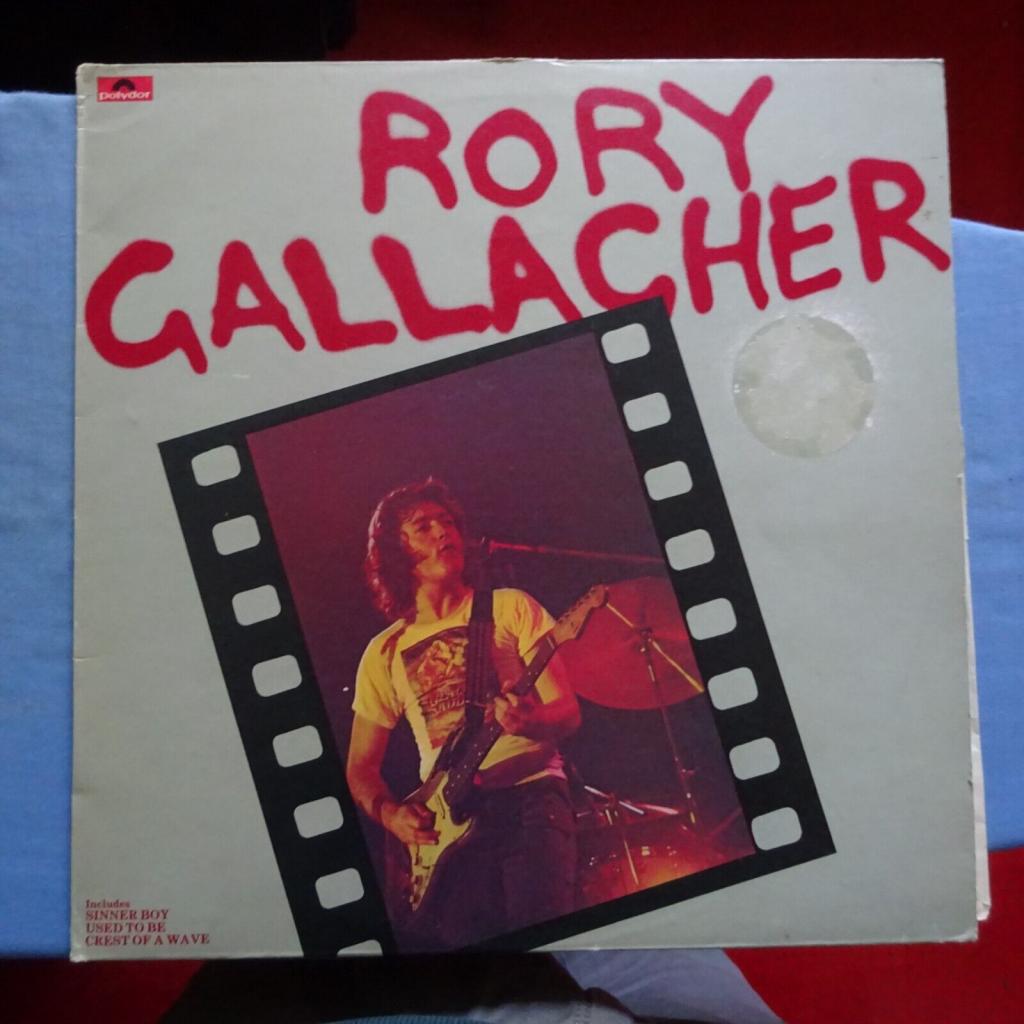 polydor
RORY
GALLAGHER
Includes
SINNER BOY
USED TO BE
CREST OF A WAVE